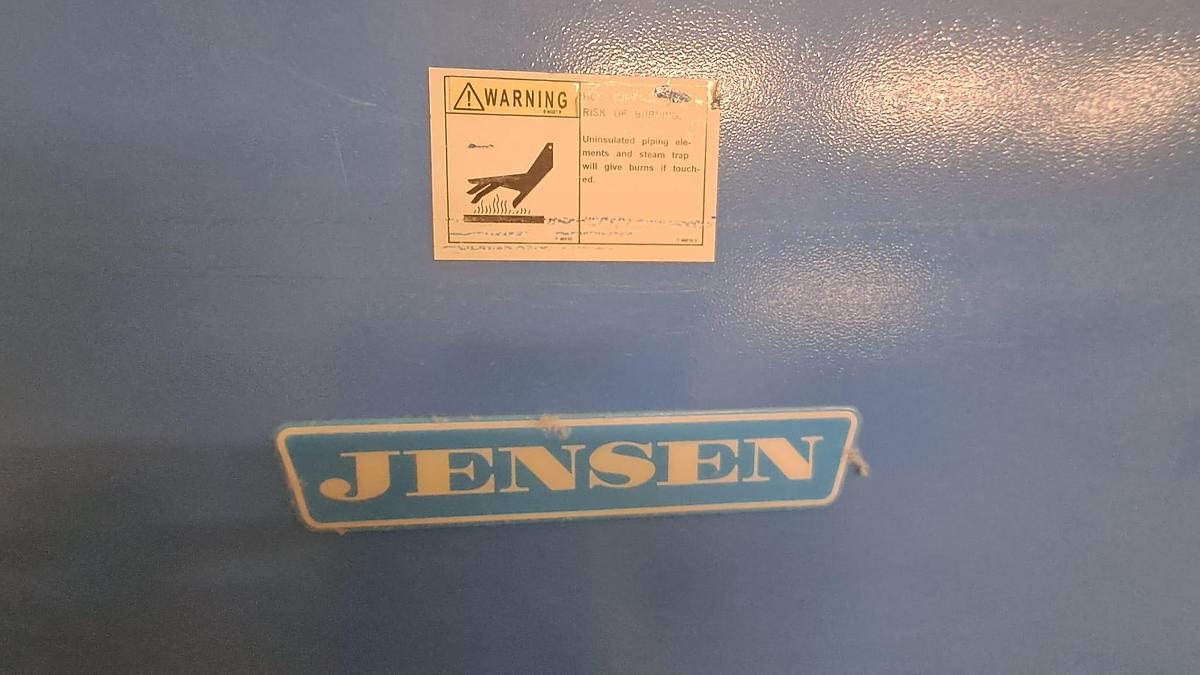 WARNING
RISK OF BURNING.
Uninsulated piping ele-
ments and steam trap
will give burns if touch-
ed.
JENSEN